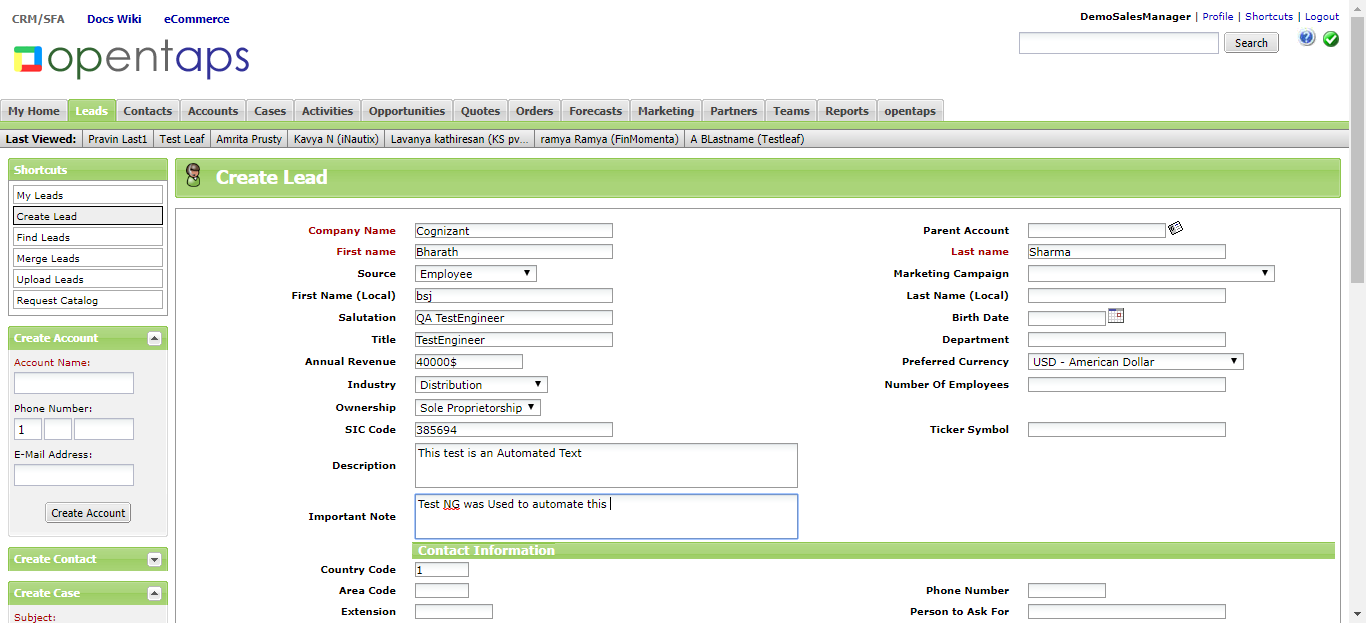 CRM/SFA Docs Wiki eCommerce
DemoSalesManager | Profile | Shortcuts | Logout
opentaps
Search
My Home Leads Contacts Accounts Cases Activities Opportunities Quotes Orders Forecasts Marketing Partners Teams Reports opentaps
Last Viewed: Pravin Last1 Test Leaf Amrita Prusty Kavya N (iNautix) Lavanya kathiresan (KS pv... ramya Ramya (FinMomenta) A BLastname (Testleaf)
Shortcuts
My Leads
Create Lead
Find Leads
Merge Leads
Upload Leads
Request Catalog
Create Account
Account Name:
Phone Number:
1
E-Mail Address:
Create Account
Create Contact
Create Case
Subject:
Create Lead
Company Name Cognizant Parent Account
First name Bharath Last name Sharma
Source Employee Marketing Campaign
First Name (Local) bsj Last Name (Local)
Salutation QA TestEngineer Birth Date
Title TestEngineer Department
Annual Revenue 40000$ Preferred Currency USD - American Dollar
Industry Distribution Number Of Employees
Ownership Sole Proprietorship
SIC Code 385694 Ticker Symbol
Description This test is an Automated Text
Important Note Test NG was Used to automate this
Contact Information
Country Code 1
Area Code Phone Number
Extension Person to Ask For